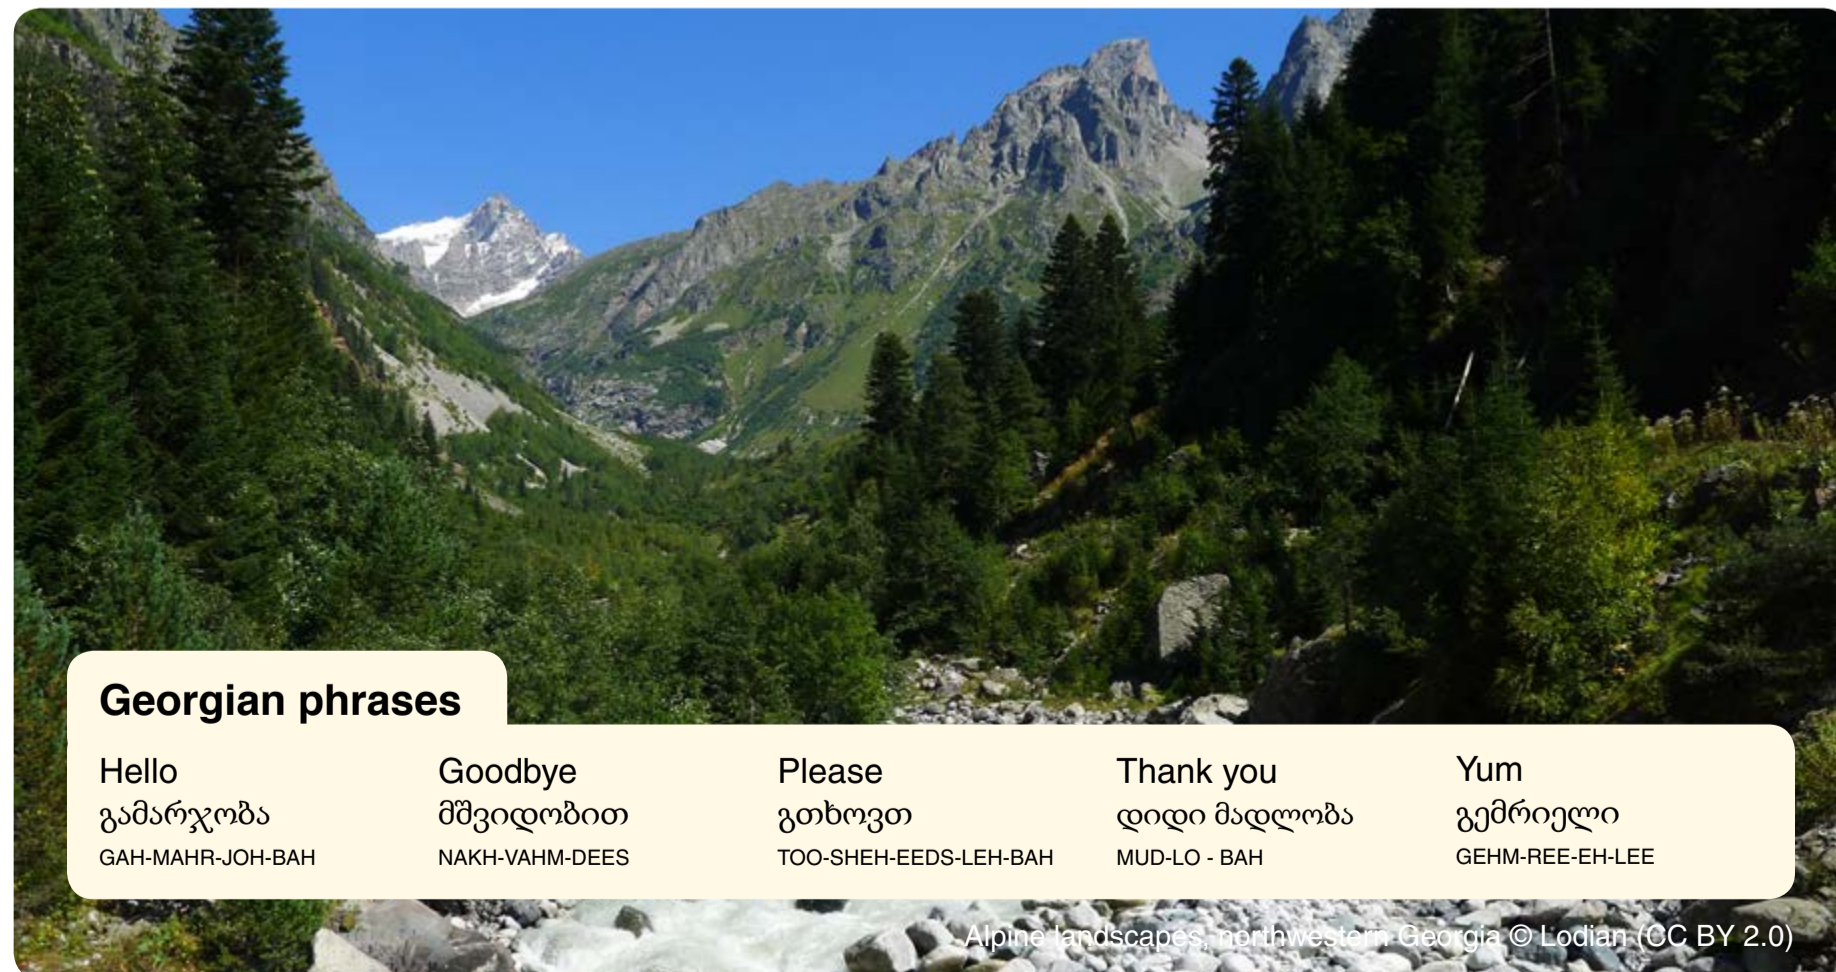 Georgian phrases
Hello
გამარჯობა
GAH-MAHR-JOH-BAH
Goodbye
მშვიდობით
NAKH-VAHM-DEES
Please
გთხოვთ
TOO-SHEH-EEDS-LEH-BAH
Thank you
დიდი მადლობა
MUD-LO - BAH
Yum
გემრიელი
GEHM-REE-EH-LEE
Alpine landscapes, northwestern Georgia © Lodian (CC BY 2.0)